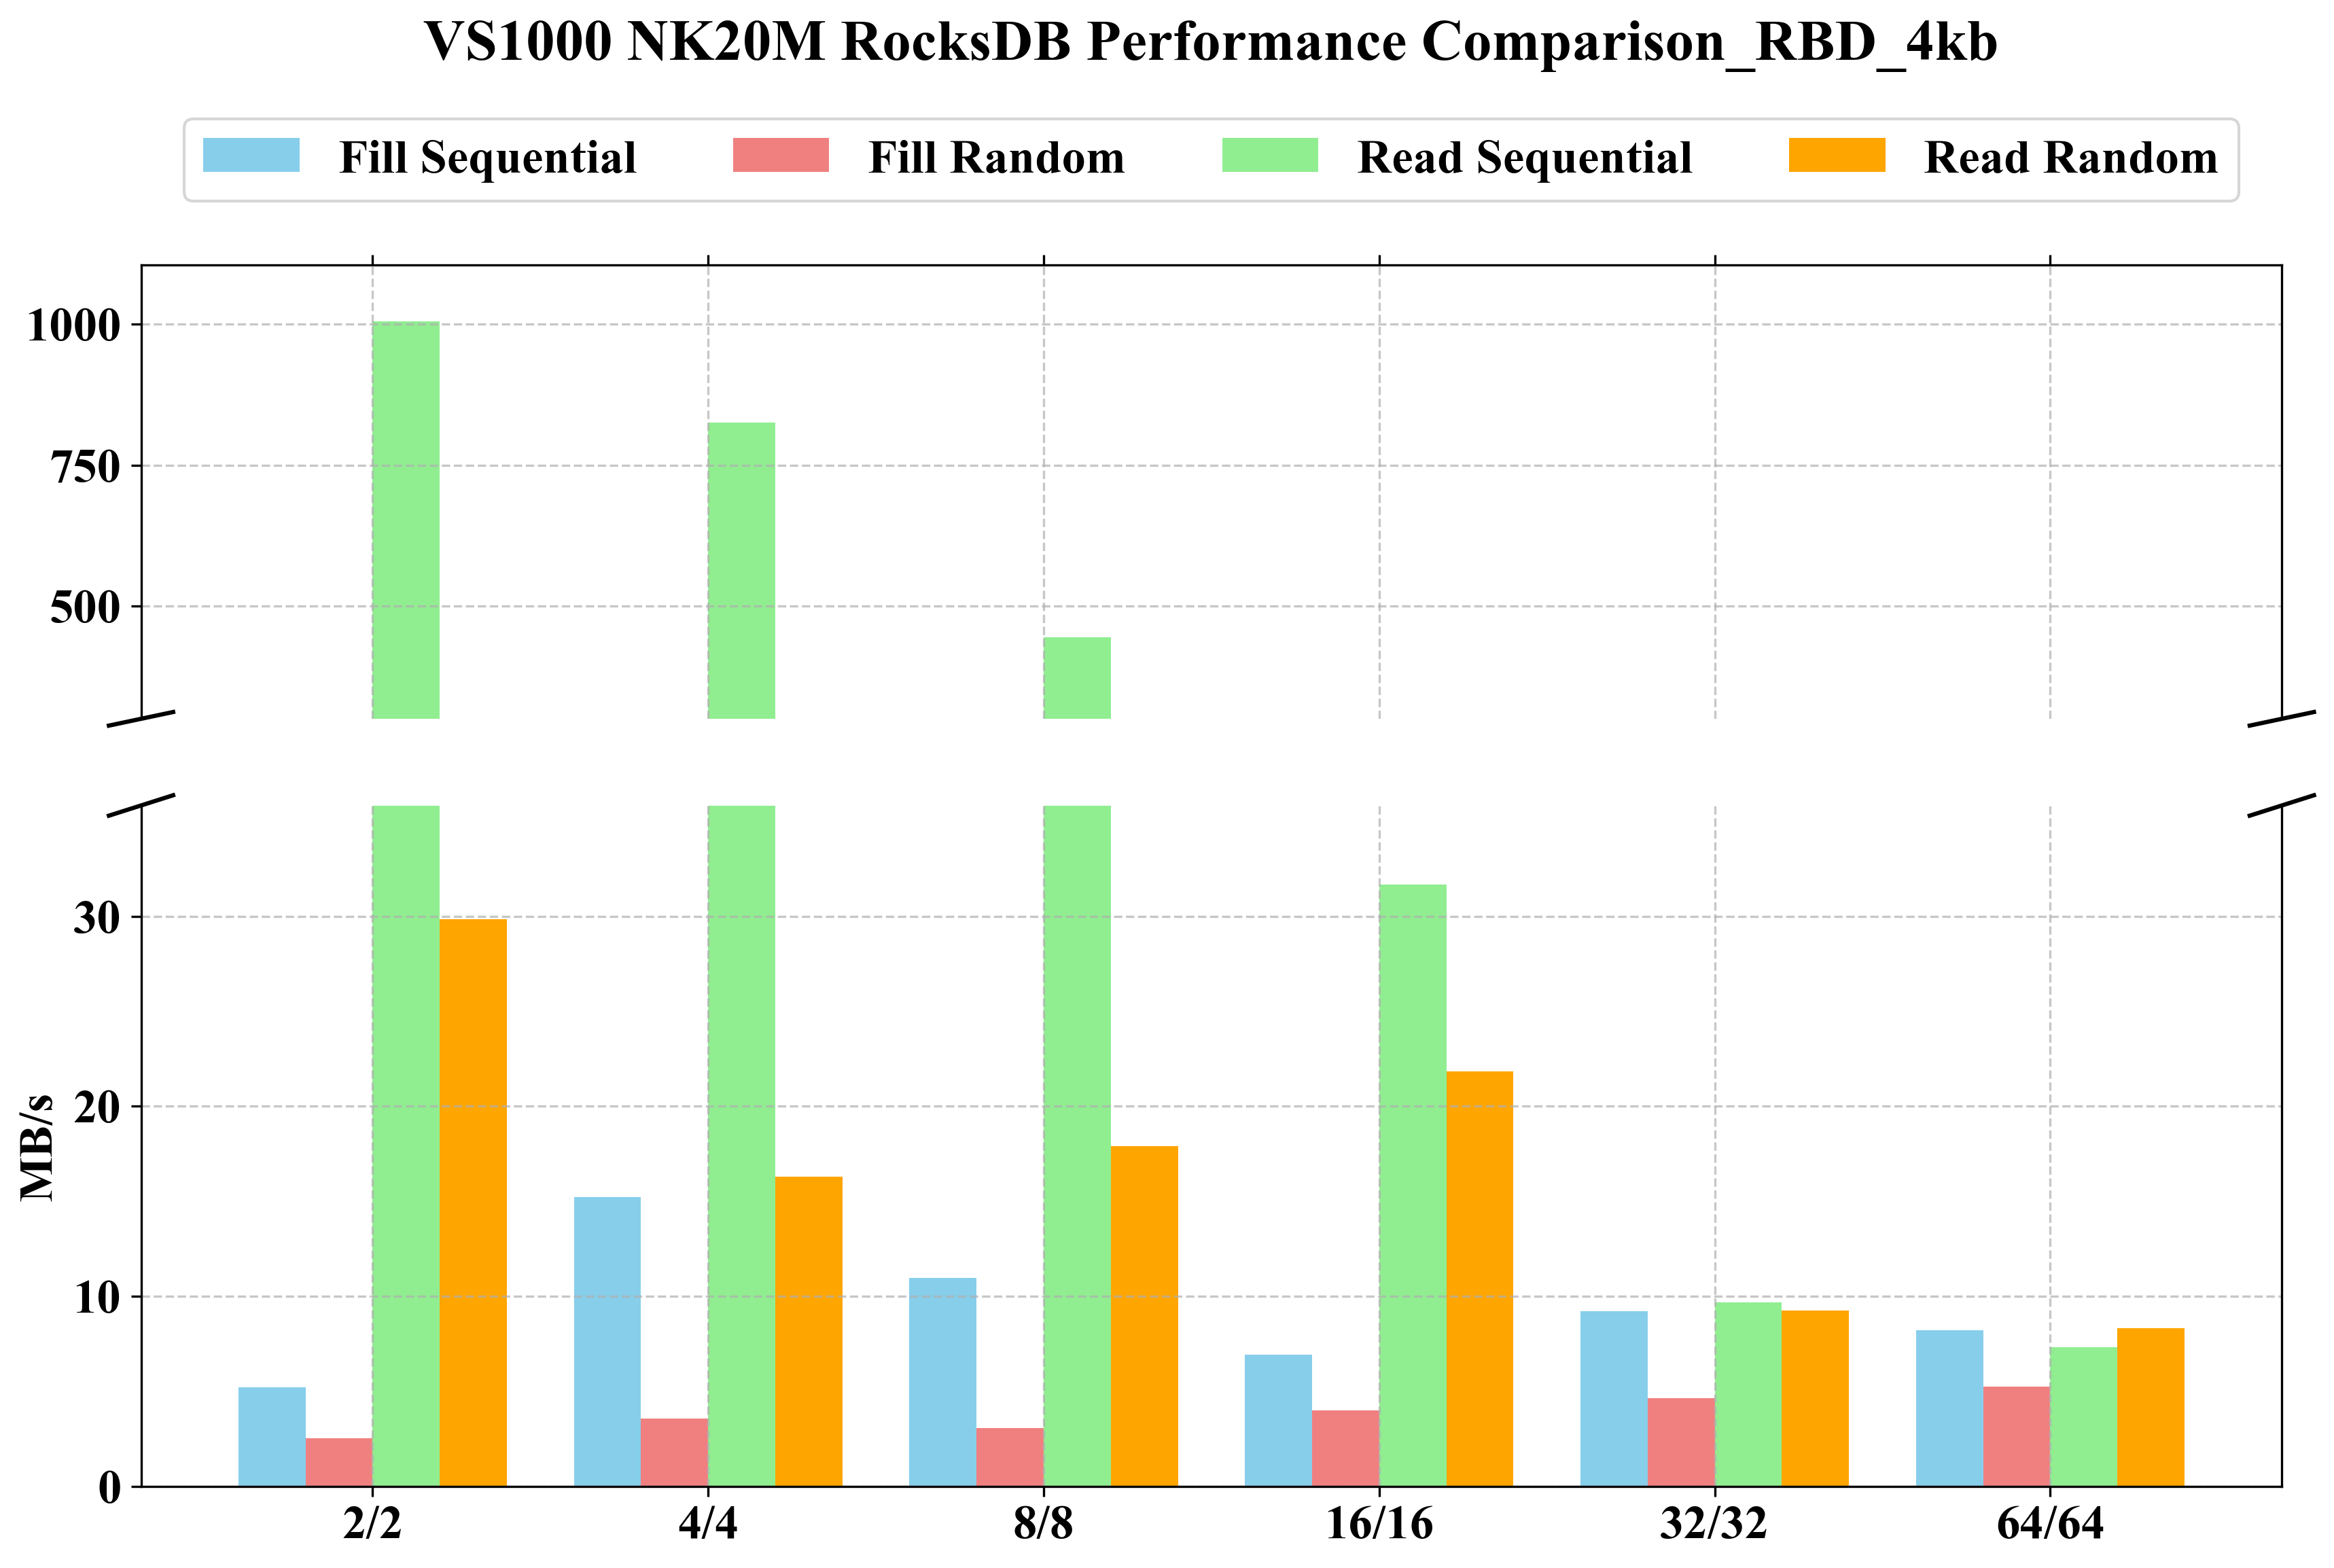 VS1000 NK20M RocksDB Performance Comparison_RBD_4kb
Fill Sequential Fill Random Read Sequential Read Random
1000
750
500
30
20
10
0
MB/s
2/2 4/4 8/8 16/16 32/32 64/64